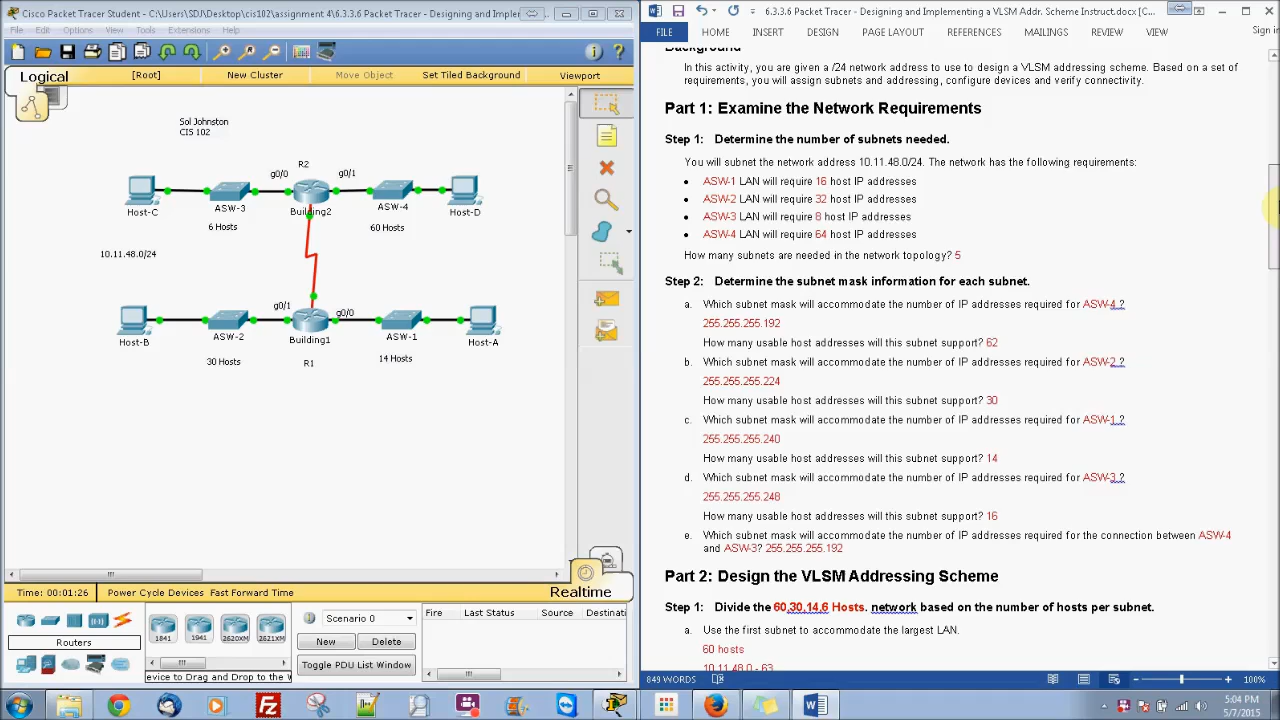 Cisco Packet Tracer Student - C:\Users\SDJ\Desktop\cis102\assignment 4\6.3.3.6 Packet Tracer - Designing and Implem
File Edit Options View Tools Extensions Help
Logical [Root] New Cluster Move Object Set Tiled Background Viewport
Sol Johnston
CIS 102
R2
g0/0 g0/1
Host-C ASW-3 Building2 ASW-4 Host-D
6 Hosts 60 Hosts
10.11.48.0/24
g0/1 g0/0
Host-B ASW-2 Building1 ASW-1 Host-A
30 Hosts R1 14 Hosts
Time: 00:01:26 Power Cycle Devices Fast Forward Time Realtime
Routers
1841 1941 2620XM 2621XM
evice to Drag and Drop to the W
Scenario 0
New Delete
Toggle PDU List Window
Fire Last Status Source Destinati
6.3.3.6 Packet Tracer - Designing and Implementing a VLSM Addr. Scheme Instruct.docx [C...
FILE HOME INSERT DESIGN PAGE LAYOUT REFERENCES MAILINGS REVIEW VIEW Sign in
Background
In this activity, you are given a /24 network address to use to design a VLSM addressing scheme. Based on a set of
requirements, you will assign subnets and addressing, configure devices and verify connectivity.
Part 1: Examine the Network Requirements
Step 1: Determine the number of subnets needed.
You will subnet the network address 10.11.48.0/24. The network has the following requirements:
• ASW-1 LAN will require 16 host IP addresses
• ASW-2 LAN will require 32 host IP addresses
• ASW-3 LAN will require 8 host IP addresses
• ASW-4 LAN will require 64 host IP addresses
How many subnets are needed in the network topology? 5
Step 2: Determine the subnet mask information for each subnet.
a. Which subnet mask will accommodate the number of IP addresses required for ASW-4 ?
255.255.255.192
How many usable host addresses will this subnet support? 62
b. Which subnet mask will accommodate the number of IP addresses required for ASW-2 ?
255.255.255.224
How many usable host addresses will this subnet support? 30
c. Which subnet mask will accommodate the number of IP addresses required for ASW-1 ?
255.255.255.240
How many usable host addresses will this subnet support? 14
d. Which subnet mask will accommodate the number of IP addresses required for ASW-3 ?
255.255.255.248
How many usable host addresses will this subnet support? 16
e. Which subnet mask will accommodate the number of IP addresses required for the connection between ASW-4
and ASW-3? 255.255.255.192
Part 2: Design the VLSM Addressing Scheme
Step 1: Divide the 60,30,14,6 Hosts. network based on the number of hosts per subnet.
a. Use the first subnet to accommodate the largest LAN.
60 hosts
10.11.48.0 - 63
849 WORDS 100%
5:04 PM
5/7/2015